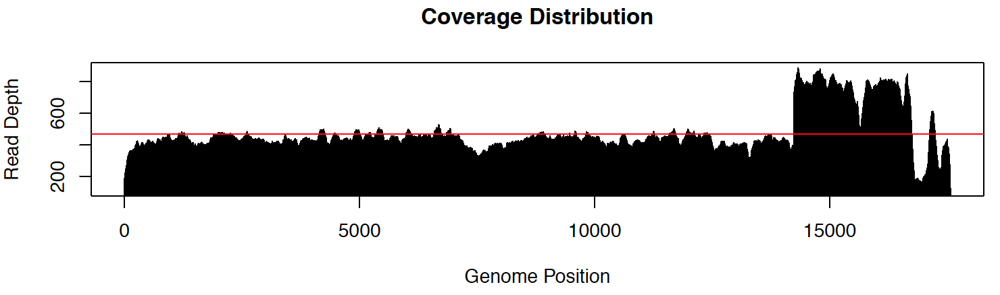 Coverage Distribution
Read Depth
600
200
0 5000 10000 15000
Genome Position